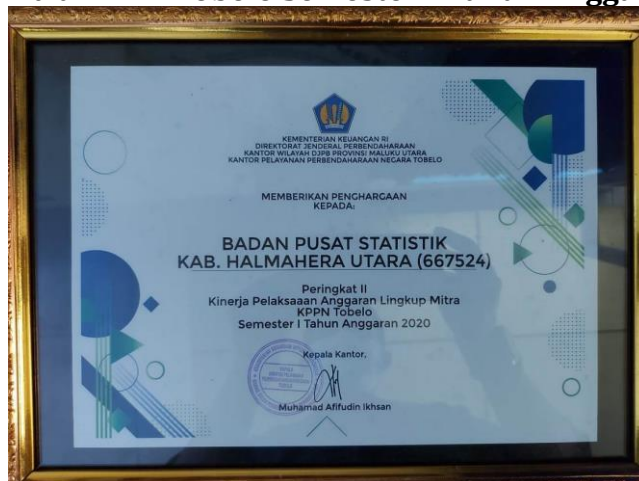 KEMENTERIAN KEUANGAN RI
DIREKTORAT JENDERAL PERBENDAHARAAN
KANTOR WILAYAH DJPB PROVINSI MALUKU UTARA
KANTOR PELAYANAN PERBENDAHARAAN NEGARA TOBELO
MEMBERIKAN PENGHARGAAN
KEPADA:
BADAN PUSAT STATISTIK
KAB. HALMAHERA UTARA (667524)
Peringkat II
Kinerja Pelaksaaan Anggaran Lingkup Mitra
KPPN Tobelo
Semester I Tahun Anggaran 2020
Kepala Kantor,
Muhamad Afifudin Ikhsan